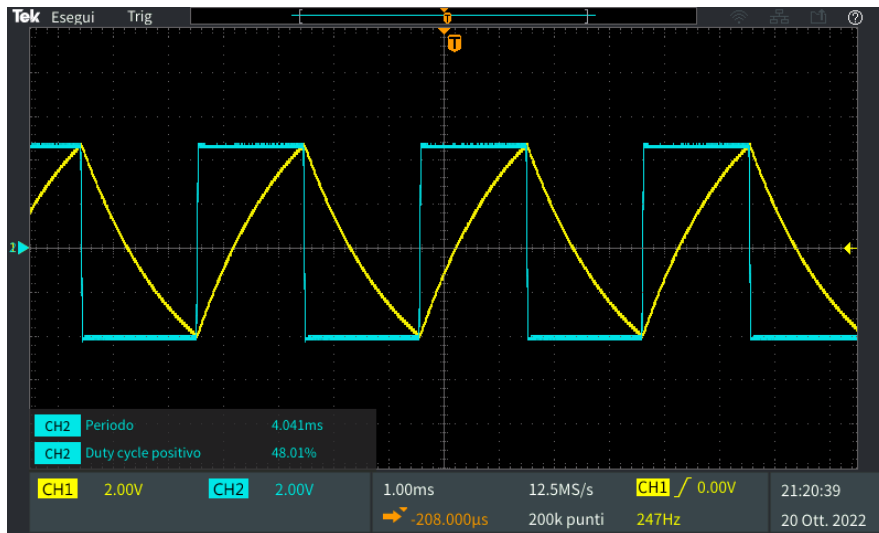 Tek Esegui Trig
T
T
2
CH2 Periodo 4.041ms
CH2 Duty cycle positivo 48.01%
CH1 2.00V CH2 2.00V 1.00ms 12.5MS/s CH1 0.00V 21:20:39
-208.000µs 200k punti 247Hz 20 Ott. 2022